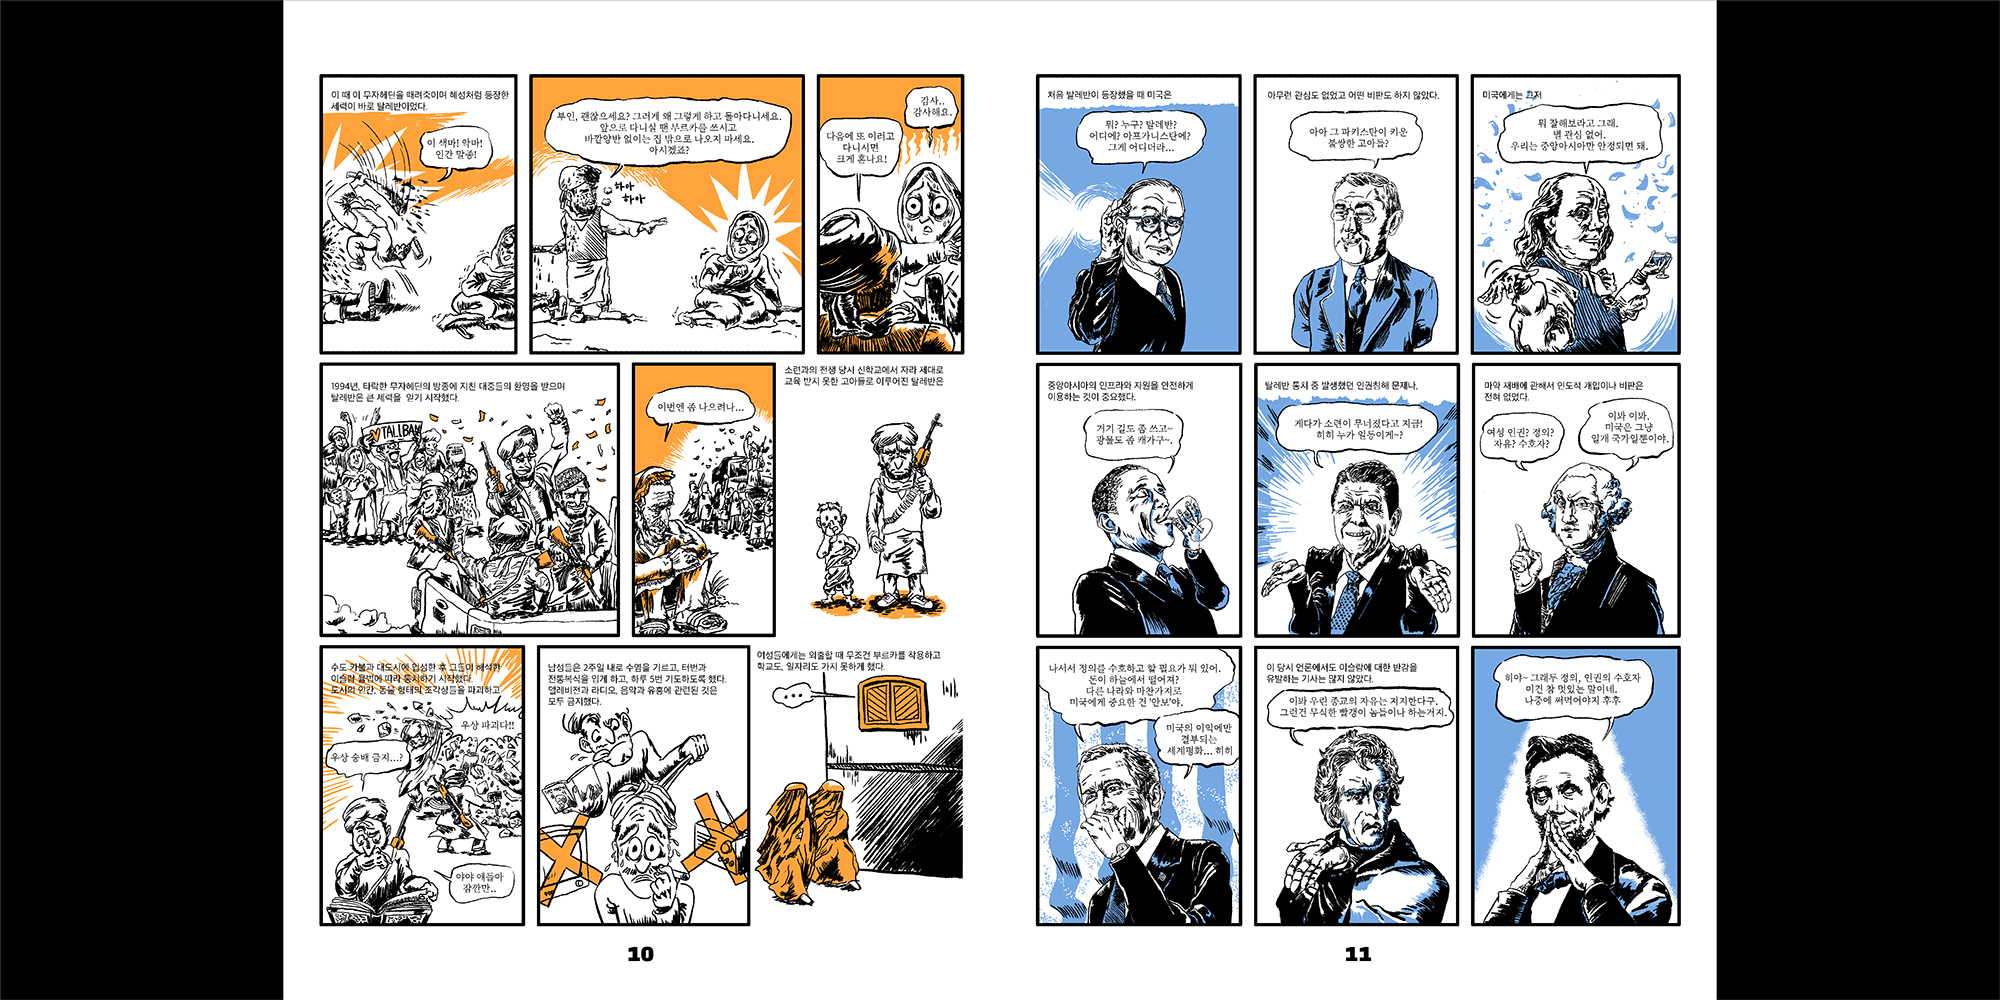 이 때 이 무자헤딘을 때려죽이며 혜성처럼 등장한
세력이 바로 탈레반이었다.
이 색마! 악마!
인간 말종!
부인, 괜찮으세요? 그러게 왜 그렇게 하고 돌아다니세요.
앞으로 다니실 땐 부르카를 쓰시고
바깥양반 없이는 집 밖으로 나오지 마세요.
아시겠죠?
하아
하아
다음에 또 이러고
다니시면
크게 혼나요!
감사..
감사해요.
1994년, 타락한 무자헤딘의 방종에 지친 대중들의 환영을 받으며
탈레반은 큰 세력을 얻기 시작했다.
TALIBAN
이번엔 좀 나으려나...
소련과의 전쟁 당시 신학교에서 자라 제대로
교육 받지 못한 고아들로 이루어진 탈레반은
수도 카불과 대도시에 입성한 후 그들이 해석한
이슬람 율법에 따라 통치하기 시작했다.
도시의 인간, 동물 형태의 조각상들을 파괴하고
우상 파괴다!!
우상 숭배 금지...?
야야 얘들아
잠깐만..
남성들은 2주일 내로 수염을 기르고, 터번과
전통복식을 입게 하고, 하루 5번 기도하도록 했다.
텔레비전과 라디오, 음악과 유흥에 관련된 것은
모두 금지했다.
여성들에게는 외출할 때 무조건 부르카를 착용하고
학교도, 일자리도 가지 못하게 했다.
...
10
처음 탈레반이 등장했을 때 미국은
뭐? 누구? 탈레반?
어디에? 아프가니스탄에?
그게 어디더라...
아무런 관심도 없었고 어떤 비판도 하지 않았다.
아아 그 파키스탄이 키운
불쌍한 고아들?
미국에게는 그저
뭐 잘해보라고 그래.
별 관심 없어.
우리는 중앙아시아만 안정되면 돼.
중앙아시아의 인프라와 자원을 안전하게
이용하는 것이 중요했다.
거기 길도 좀 쓰고~
광물도 좀 캐가구~.
탈레반 통치 중 발생했던 인권침해 문제나,
게다가 소련이 무너졌다고 지금!
히히 누가 일등이게~?
마약 재배에 관해서 인도적 개입이나 비판은
전혀 없었다.
여성 인권? 정의?
자유? 수호자?
이봐 이봐.
미국은 그냥
일개 국가일뿐이야.
나서서 정의를 수호하고 할 필요가 뭐 있어.
돈이 하늘에서 떨어져?
다른 나라와 마찬가지로
미국에게 중요한 건 '안보'야.
미국의 이익에만
결부되는
세계평화... 히히
이 당시 언론에서도 이슬람에 대한 반감을
유발하는 기사는 많지 않았다.
이봐 우린 종교의 자유는 지지한다구.
그런건 무식한 빨갱이 놈들이나 하는거지.
히야~ 그래두 정의, 인권의 수호자
이건 참 멋있는 말이네.
나중에 써먹어야지 후후
11